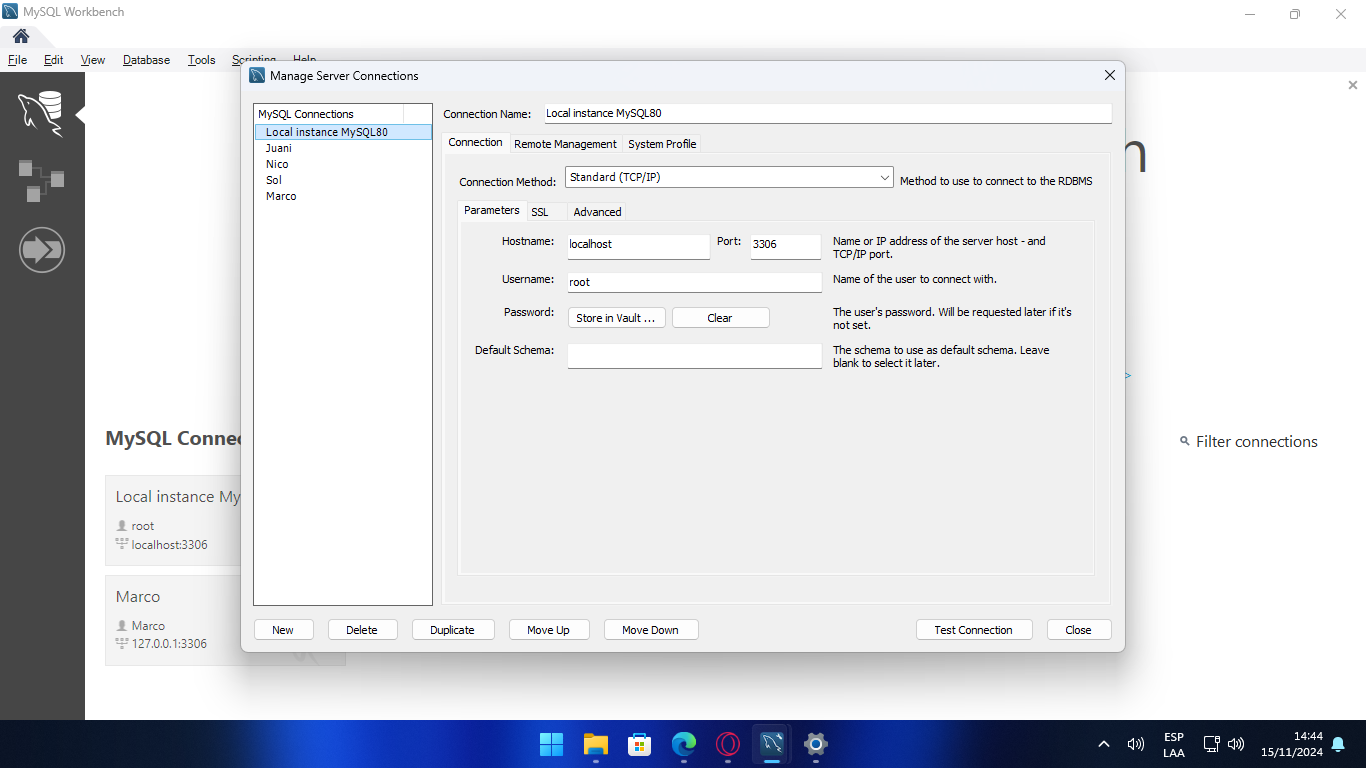 MySQL Workbench
File Edit View Database Tools Scripting Help
Manage Server Connections
MySQL Connections
Local instance MySQL80
Juani
Nico
Sol
Marco
Connection Name: Local instance MySQL80
Connection Remote Management System Profile
Connection Method: Standard (TCP/IP) Method to use to connect to the RDBMS
Parameters SSL Advanced
Hostname: localhost Port: 3306 Name or IP address of the server host - and
TCP/IP port.
Username: root Name of the user to connect with.
Password: Store in Vault ... Clear The user's password. Will be requested later if it's
not set.
Default Schema: The schema to use as default schema. Leave
blank to select it later.
New Delete Duplicate Move Up Move Down Test Connection Close
n
>
MySQL Connec
Filter connections
Local instance My
root
localhost:3306
Marco
Marco
127.0.0.1:3306
ESP
LAA
14:44
15/11/2024